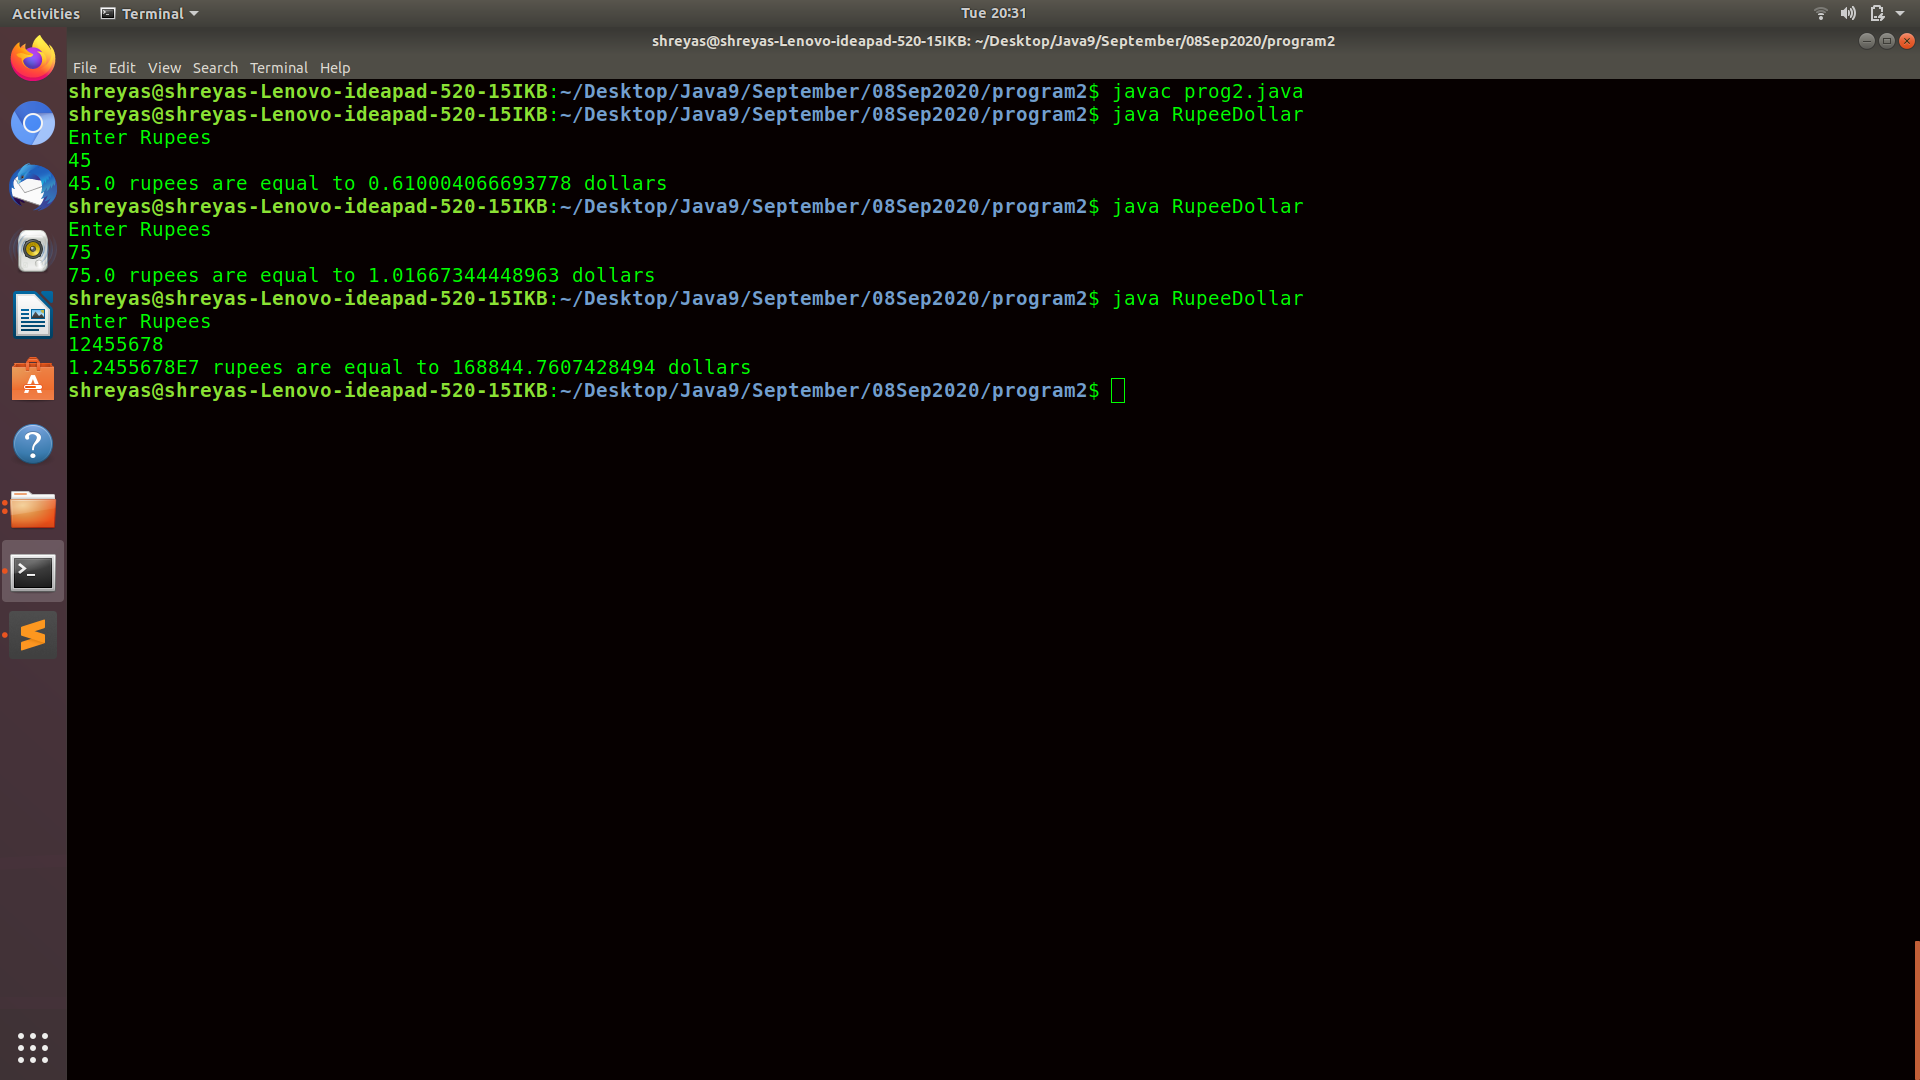 Activities Terminal Tue 20:31
shreyas@shreyas-Lenovo-ideapad-520-15IKB: ~/Desktop/Java9/September/08Sep2020/program2
File Edit View Search Terminal Help
shreyas@shreyas-Lenovo-ideapad-520-15IKB:~/Desktop/Java9/September/08Sep2020/program2$ javac prog2.java
shreyas@shreyas-Lenovo-ideapad-520-15IKB:~/Desktop/Java9/September/08Sep2020/program2$ java RupeeDollar
Enter Rupees
45
45.0 rupees are equal to 0.610004066693778 dollars
shreyas@shreyas-Lenovo-ideapad-520-15IKB:~/Desktop/Java9/September/08Sep2020/program2$ java RupeeDollar
Enter Rupees
75
75.0 rupees are equal to 1.01667344448963 dollars
shreyas@shreyas-Lenovo-ideapad-520-15IKB:~/Desktop/Java9/September/08Sep2020/program2$ java RupeeDollar
Enter Rupees
12455678
1.2455678E7 rupees are equal to 168844.7607428494 dollars
shreyas@shreyas-Lenovo-ideapad-520-15IKB:~/Desktop/Java9/September/08Sep2020/program2$